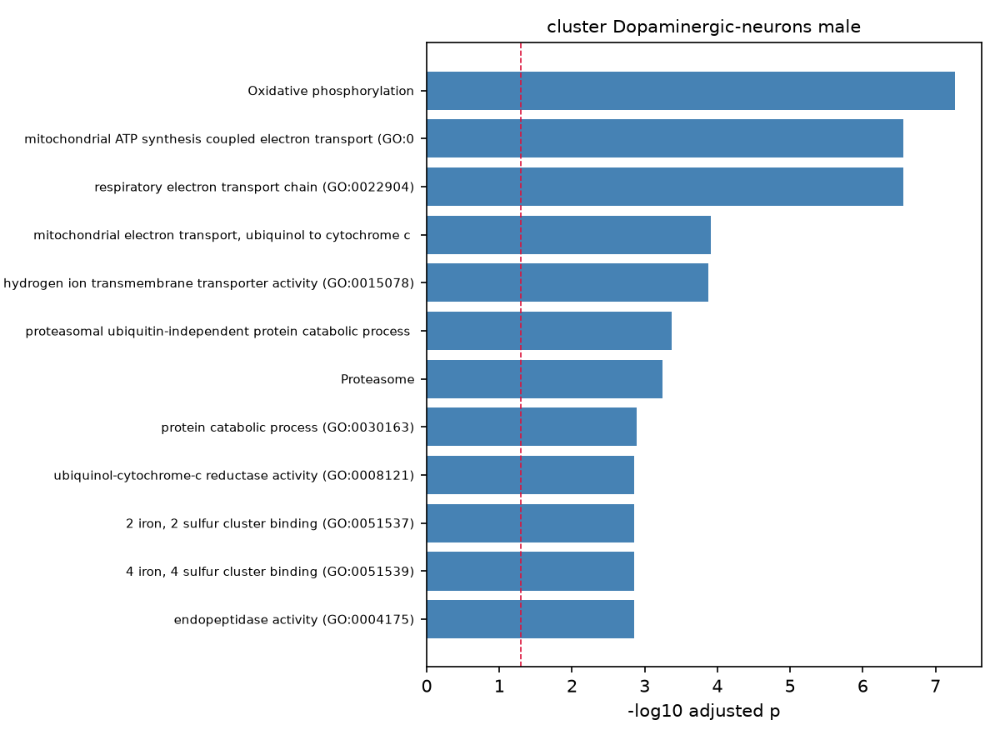 cluster Dopaminergic-neurons male
Oxidative phosphorylation
mitochondrial ATP synthesis coupled electron transport (GO:0
respiratory electron transport chain (GO:0022904)
mitochondrial electron transport, ubiquinol to cytochrome c
hydrogen ion transmembrane transporter activity (GO:0015078)
proteasomal ubiquitin-independent protein catabolic process
Proteasome
protein catabolic process (GO:0030163)
ubiquinol-cytochrome-c reductase activity (GO:0008121)
2 iron, 2 sulfur cluster binding (GO:0051537)
4 iron, 4 sulfur cluster binding (GO:0051539)
endopeptidase activity (GO:0004175)
0 1 2 3 4 5 6 7
-log10 adjusted p